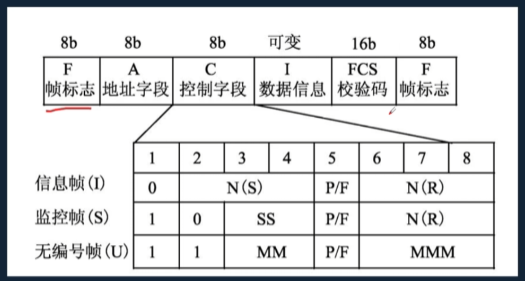 8b 8b 8b 可变 16b 8b
F A C I FCS F
帧标志 地址字段 控制字段 数据信息 校验码 帧标志
1 2 3 4 5 6 7 8
信息帧(I) 0 N(S) P/F N(R)
监控帧(S) 1 0 SS P/F N(R)
无编号帧(U) 1 1 MM P/F MMM